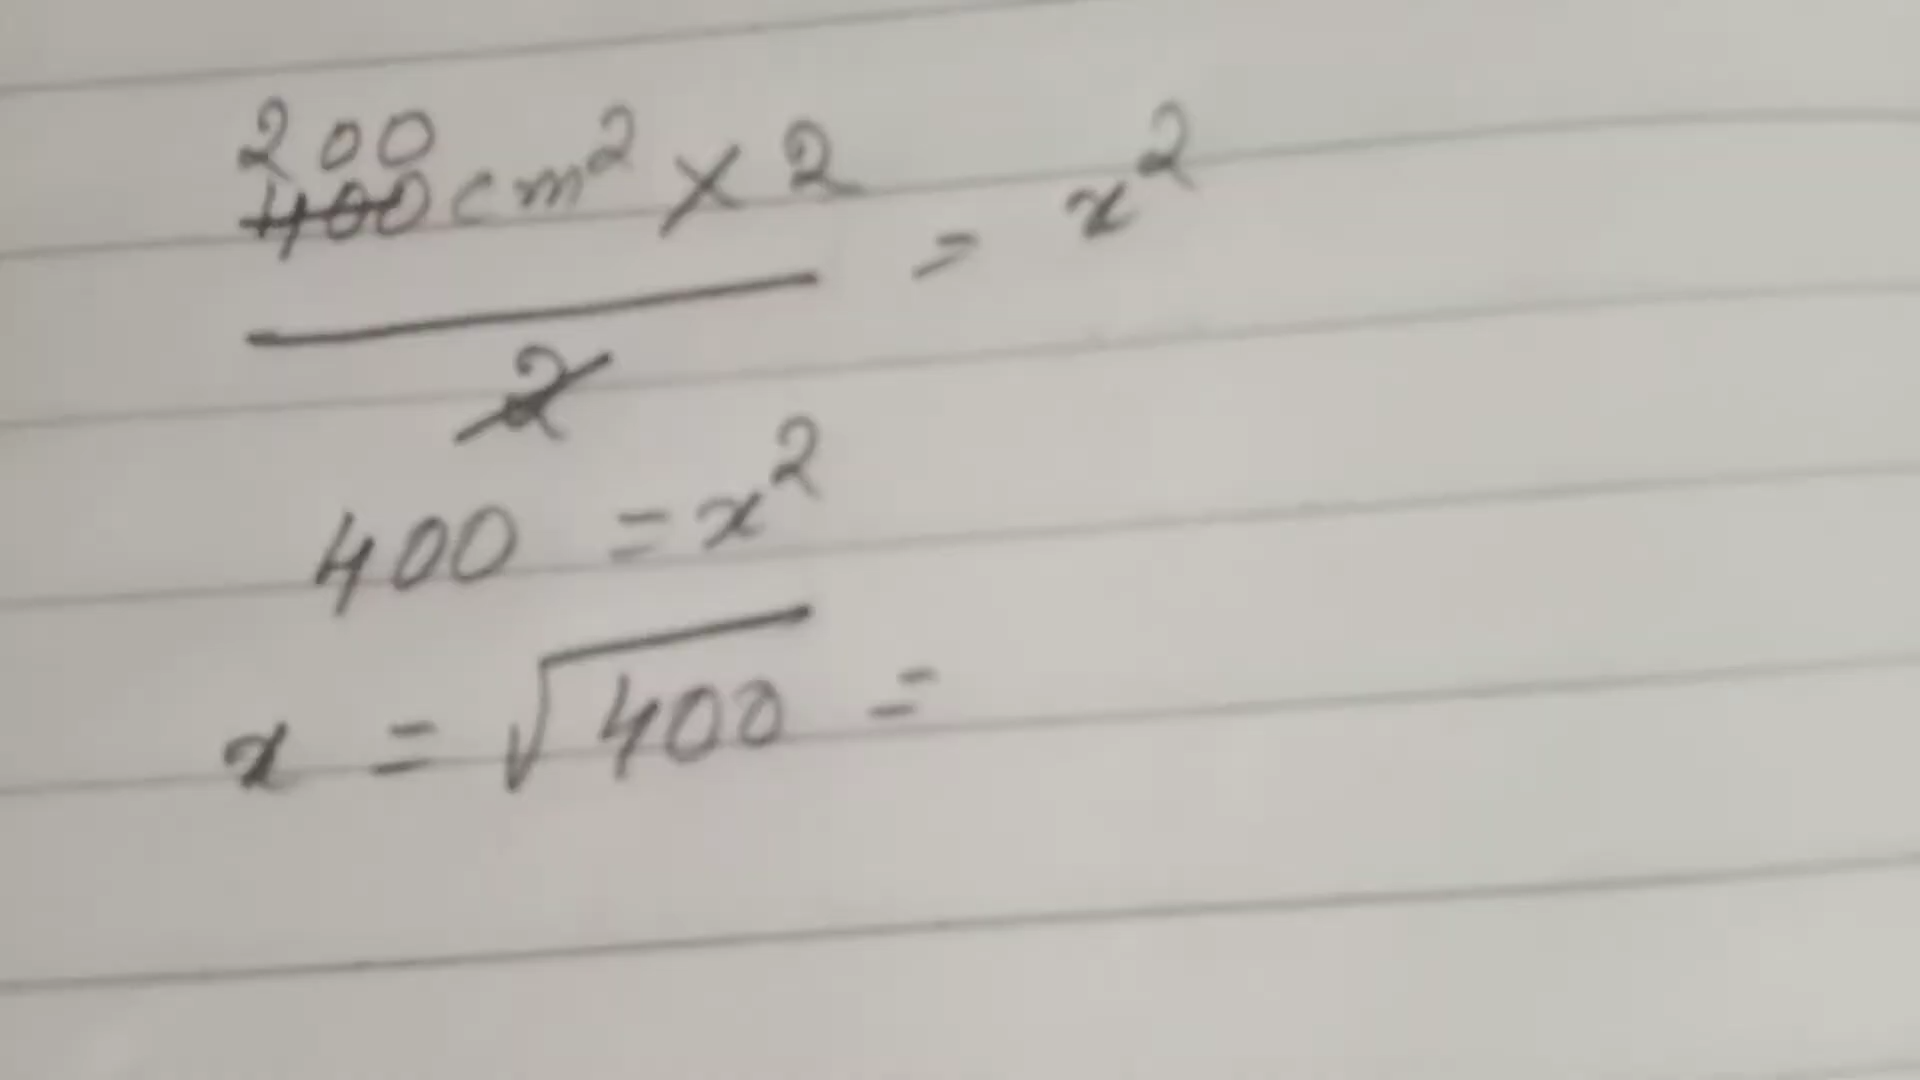 200
400 cm² × 2 = x²
2
400 = x²
x = √400 =